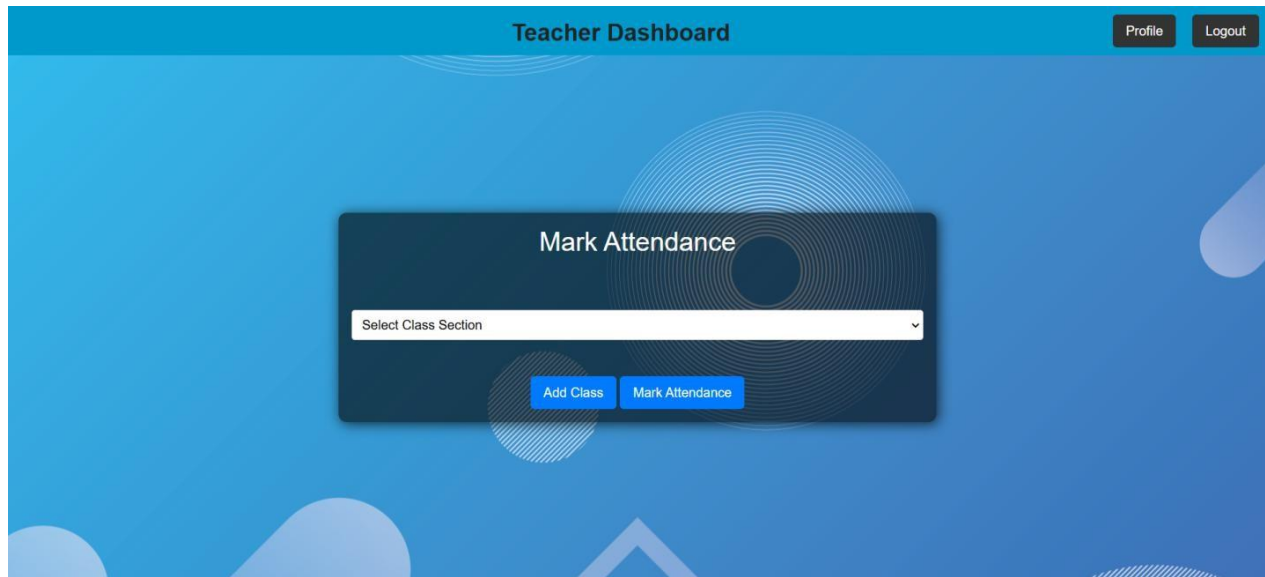 Teacher Dashboard
Profile
Logout
Mark Attendance
Select Class Section
Add Class
Mark Attendance